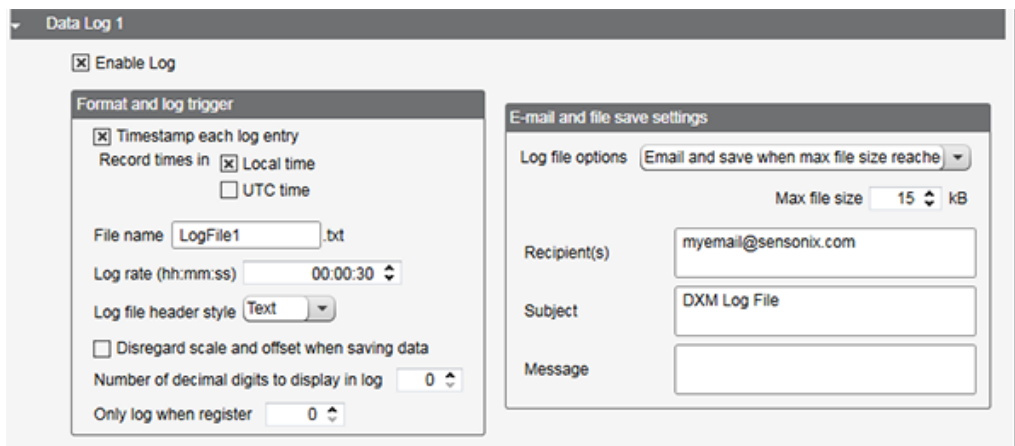 Data Log 1
Enable Log
Format and log trigger
Timestamp each log entry
Record times in Local time
UTC time
File name LogFile1 .txt
Log rate (hh:mm:ss) 00:00:30
Log file header style Text
Disregard scale and offset when saving data
Number of decimal digits to display in log 0
Only log when register 0
E-mail and file save settings
Log file options Email and save when max file size reache
Max file size 15 kB
Recipient(s) myemail@sensonix.com
Subject DXM Log File
Message